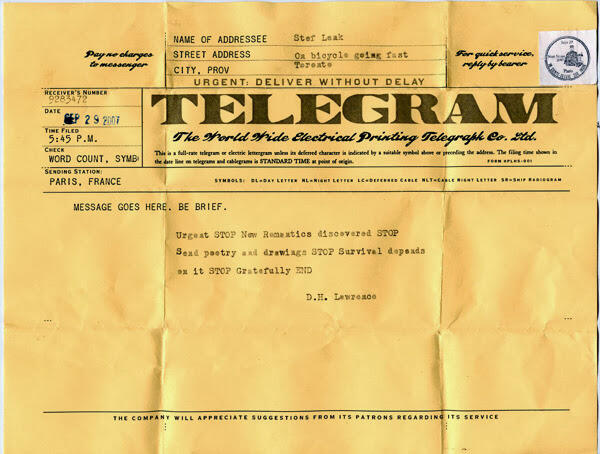 NAME OF ADDRESSEE Stef Lenk
Pay no charges
to messenger
STREET ADDRESS On bicycle going fast
CITY, PROV Toronto
For quick service,
reply by bearer
URGENT: DELIVER WITHOUT DELAY
RECEIVER'S NUMBER
9283472
DATE
SEP 29 2007
TIME FILED
5:45 P.M.
CHECK
WORD COUNT, SYMB
SENDING STATION:
PARIS, FRANCE
TELEGRAM
The World Wide Electrical Printing Telegraph Co. Ltd.
This is a full-rate telegram or electric lettergram unless its deferred character is indicated by a suitable symbol above or preceding the address. The filing time shown in
the date line on telegrams and cablegrams is STANDARD TIME at point of origin. FORM HPLHS-001
SYMBOLS: DL=DAY LETTER NL=NIGHT LETTER LC=DEFERRED CABLE NLT=CABLE NIGHT LETTER SR=SHIP RADIOGRAM
MESSAGE GOES HERE. BE BRIEF.
Urgent STOP New Romantics discovered STOP
Send poetry and drawings STOP Survival depends
on it STOP Gratefully END
D.H. Lawrence
THE COMPANY WILL APPRECIATE SUGGESTIONS FROM ITS PATRONS REGARDING ITS SERVICE